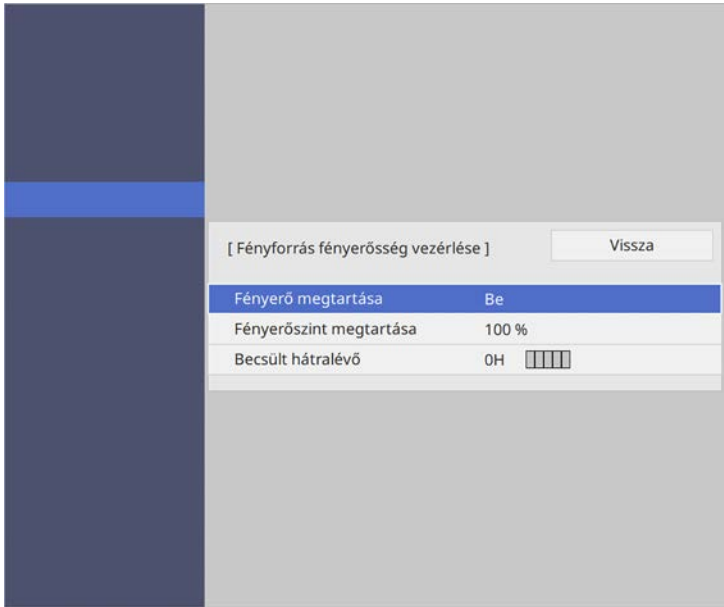 [ Fényforrás fényerősség vezérlése ] Vissza
Fényerő megtartása Be
Fényerőszint megtartása 100 %
Becsült hátralévő 0H